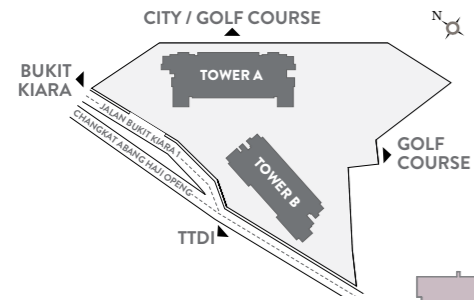 CITY / GOLF COURSE
N
TOWER A
BUKIT
KIARA
JALAN BUKIT KIARA 1
CHANGKAT ABANG HAJI OPENG
GOLF
COURSE
TOWER B
TTDI